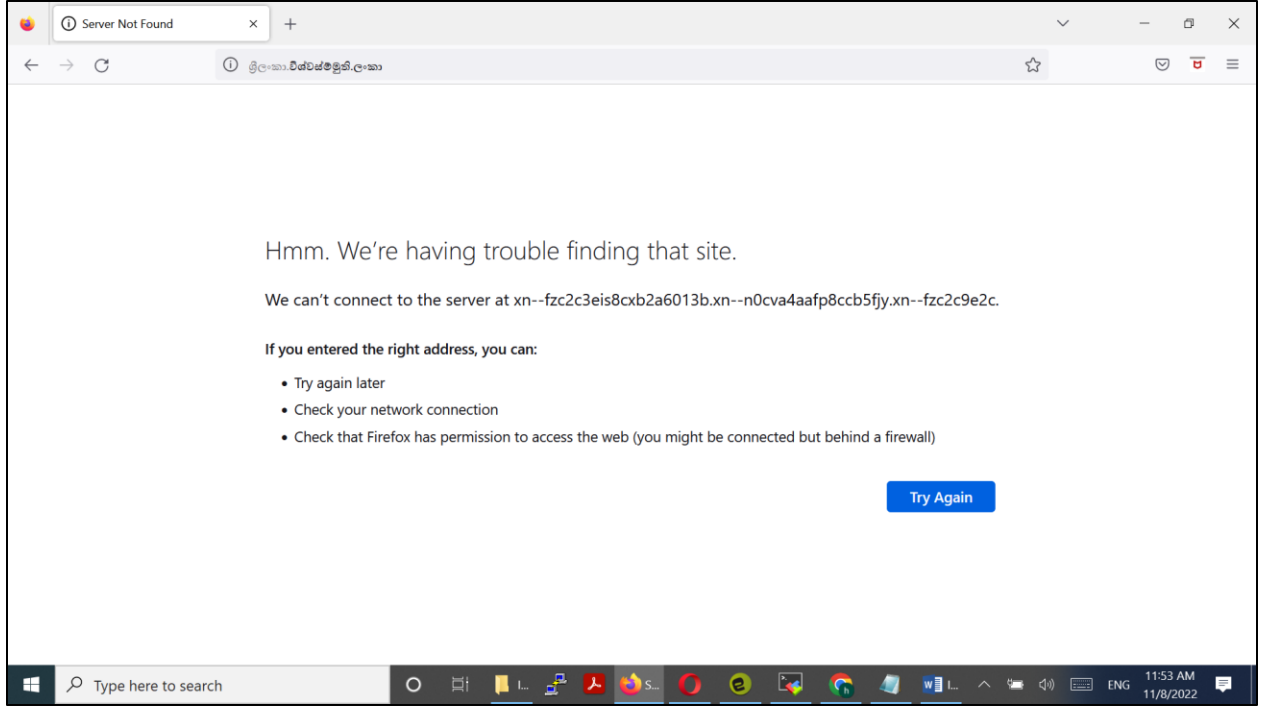 Server Not Found
ශ්‍රීලංකා.විශ්වස්ම්මුති.ලංකා
Hmm. We're having trouble finding that site.
We can't connect to the server at xn--fzc2c3eis8cxb2a6013b.xn--n0cva4aafp8ccb5fjy.xn--fzc2c9e2c.
If you entered the right address, you can:
• Try again later
• Check your network connection
• Check that Firefox has permission to access the web (you might be connected but behind a firewall)
Try Again
Type here to search
I...
S...
I...
ENG
11:53 AM
11/8/2022